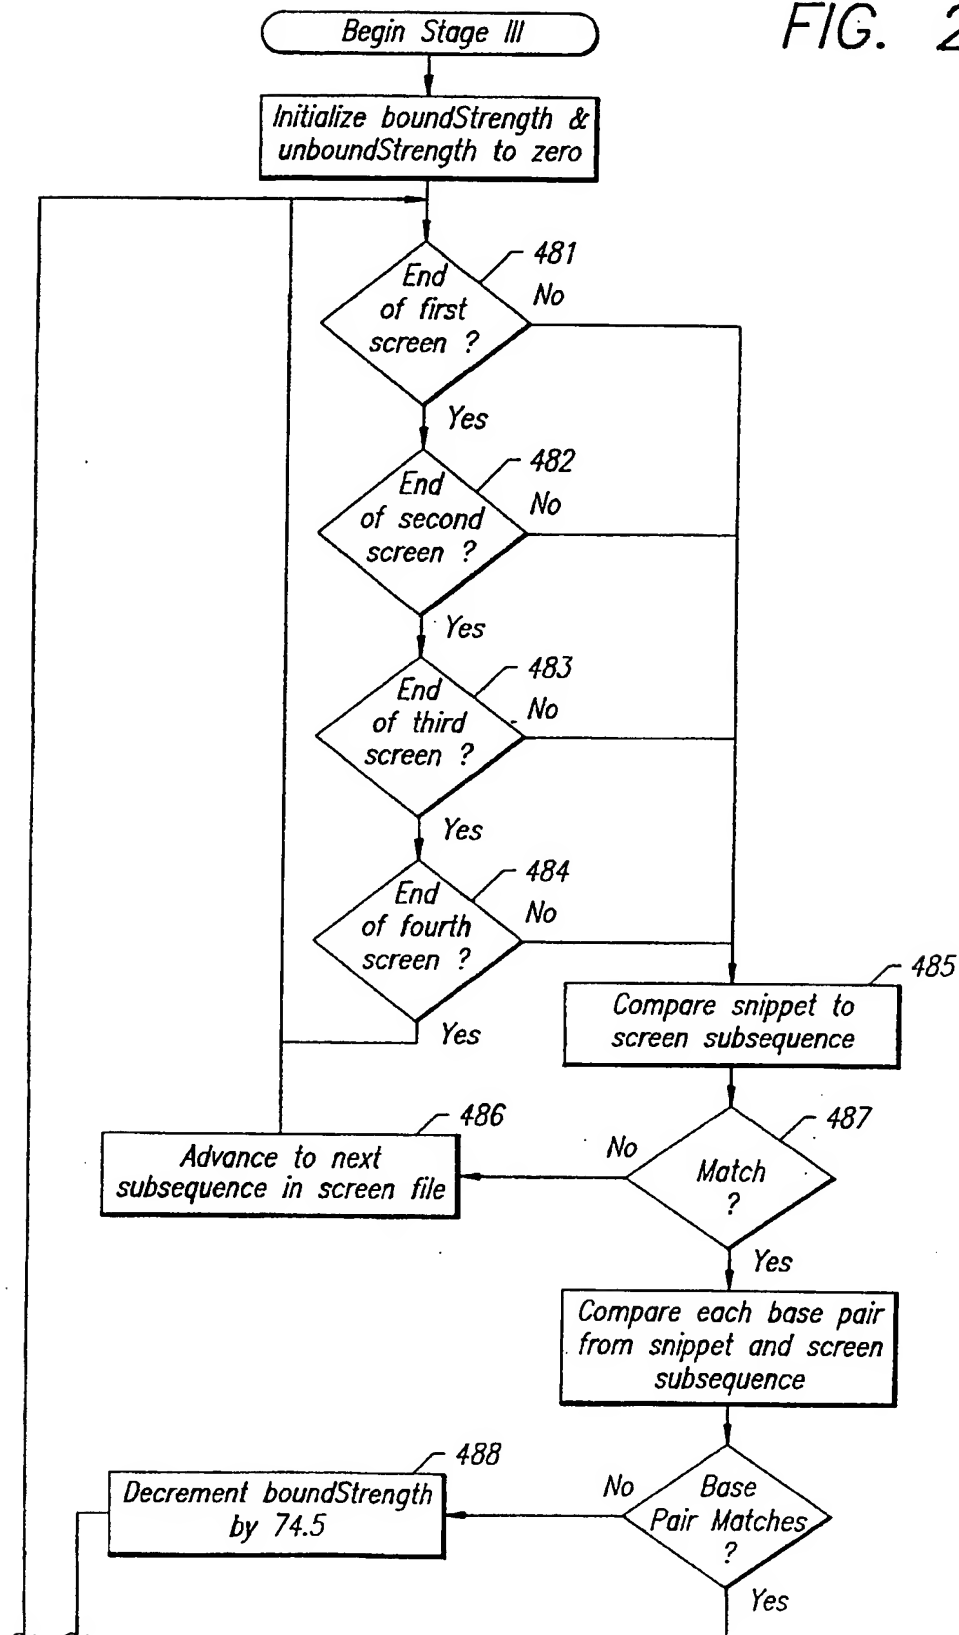 FIG. 2
Begin Stage III
Initialize boundStrength &
unboundStrength to zero
481
End
of first
screen ?
No
Yes
482
End
of second
screen ?
No
Yes
483
End
of third
screen ?
No
Yes
484
End
of fourth
screen ?
No
Yes
485
Compare snippet to
screen subsequence
486
Advance to next
subsequence in screen file
487
No
Match
?
Yes
Compare each base pair
from snippet and screen
subsequence
488
Decrement boundStrength
by 74.5
No
Base
Pair Matches
?
Yes